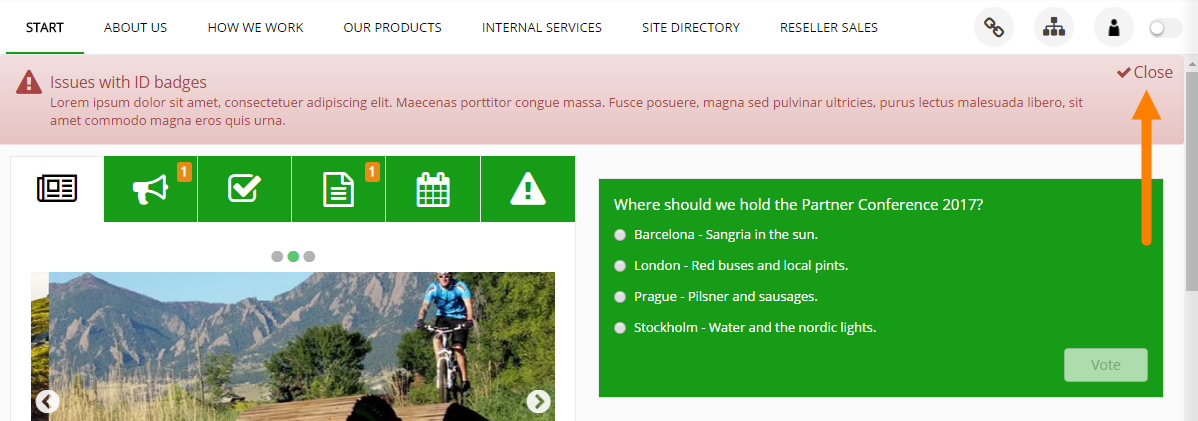 START ABOUT US HOW WE WORK OUR PRODUCTS INTERNAL SERVICES SITE DIRECTORY RESELLER SALES
Close
Issues with ID badges
Lorem ipsum dolor sit amet, consectetuer adipiscing elit. Maecenas porttitor congue massa. Fusce posuere, magna sed pulvinar ultricies, purus lectus malesuada libero, sit
amet commodo magna eros quis urna.
1 1
Where should we hold the Partner Conference 2017?
Barcelona - Sangria in the sun.
London - Red buses and local pints.
Prague - Pilsner and sausages.
Stockholm - Water and the nordic lights.
Vote